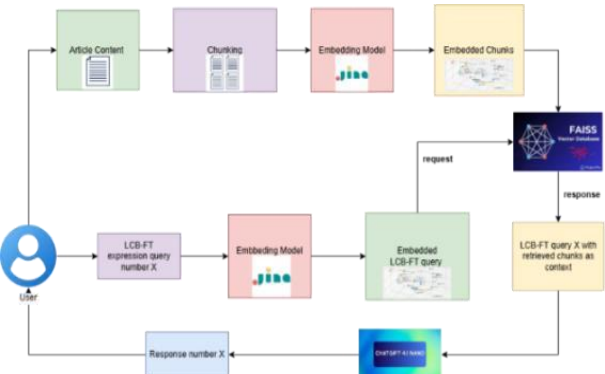 Article Content
Chunking
Embedding Model
Embedded Chunks
Jina
FAISS
Vector Database
request
response
User
LCB-FT
expression query
number X
Embbeding Model
Jina
Embedded
LCB-FT query
LCB-FT query X with
retrieved chunks as
context
Response number X
CHATGPT-4.1 NANO